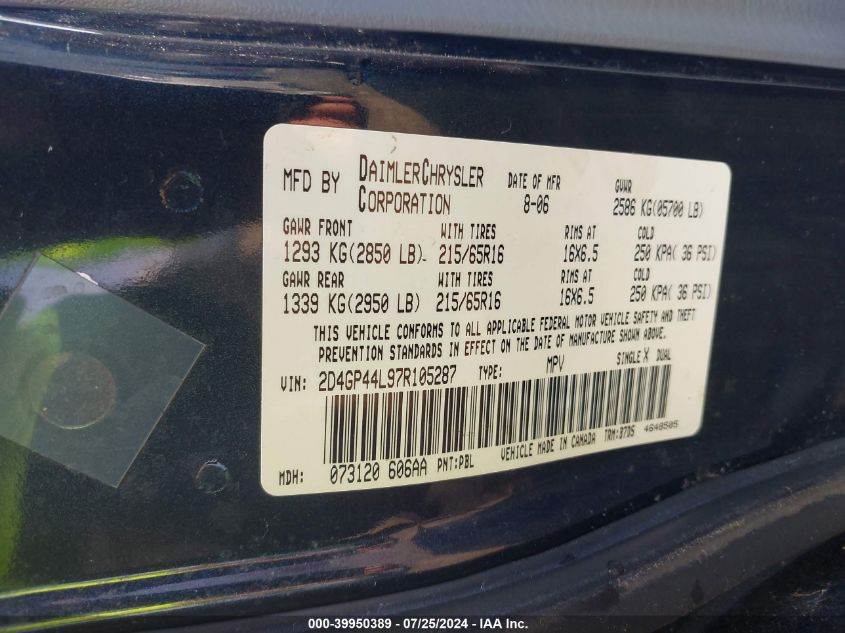 MFD BY DAIMLERCHRYSLER CORPORATION DATE OF MFR 8-06 GVWR 2586 KG(05700 LB)
GAWR FRONT WITH TIRES RIMS AT COLD
1293 KG(2850 LB) 215/65R16 16X6.5 250 KPA( 36 PSI)
GAWR REAR WITH TIRES RIMS AT COLD
1339 KG(2950 LB) 215/65R16 16X6.5 250 KPA( 36 PSI)
THIS VEHICLE CONFORMS TO ALL APPLICABLE FEDERAL MOTOR VEHICLE SAFETY AND THEFT
PREVENTION STANDARDS IN EFFECT ON THE DATE OF MANUFACTURE SHOWN ABOVE.
VIN: 2D4GP44L97R105287 TYPE: MPV SINGLE X DUAL
MDH: 073120 606AA PNT:PBL VEHICLE MADE IN CANADA TRM:B7D5 4648505
000-39950389 - 07/25/2024 - IAA Inc.